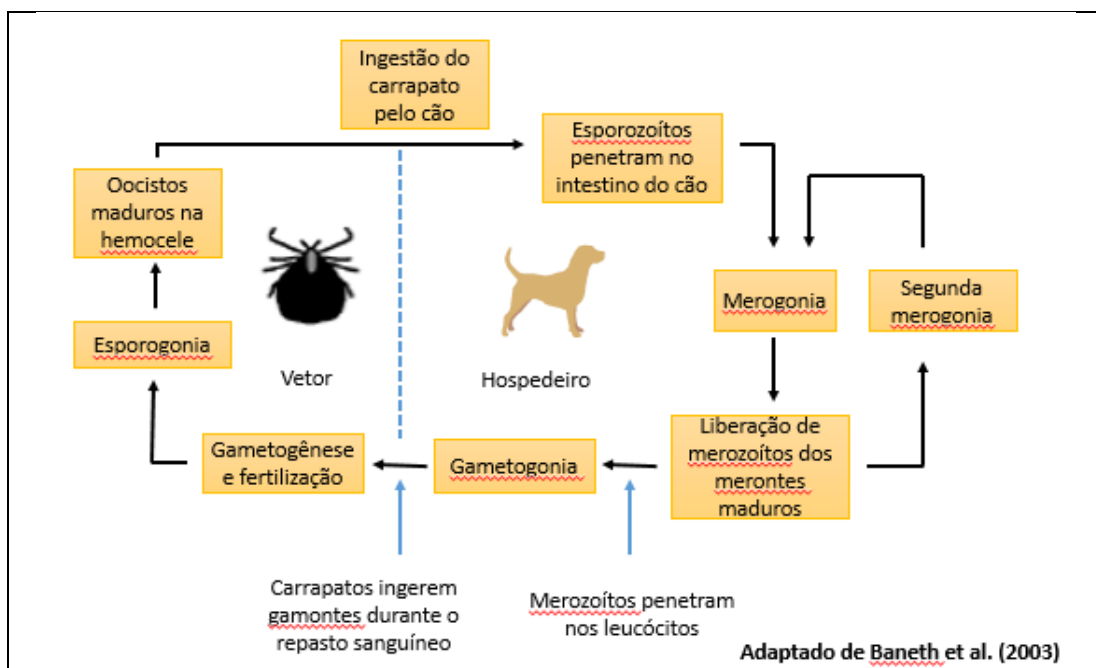 Ingestão do
carrapato
pelo cão
Esporozoítos
penetram no
intestino do cão
Oocistos
maduros na
hemocele
Merogonia
Segunda
merogonia
Esporogonia
Vetor
Hospedeiro
Liberação de
merozoítos dos
merontes
maduros
Gametogênese
e fertilização
Gametogonia
Carrapatos ingerem
gamontes durante o
repasto sanguíneo
Merozoítos penetram
nos leucócitos
Adaptado de Baneth et al. (2003)